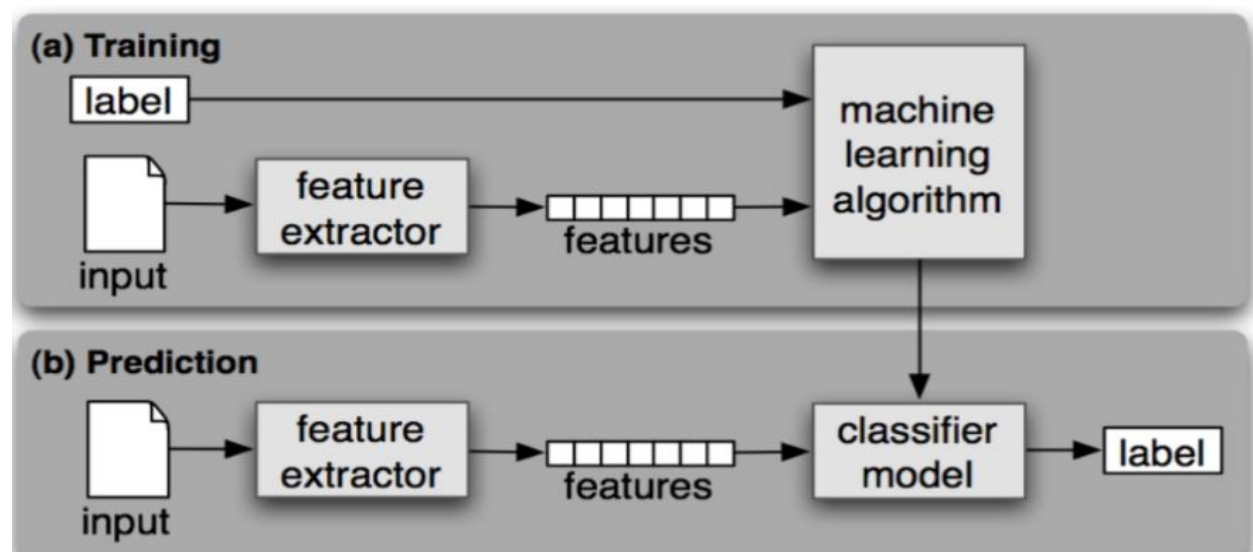 (a) Training
label
machine
learning
algorithm
feature
extractor
features
input
(b) Prediction
feature
extractor
features
classifier
model
label
input